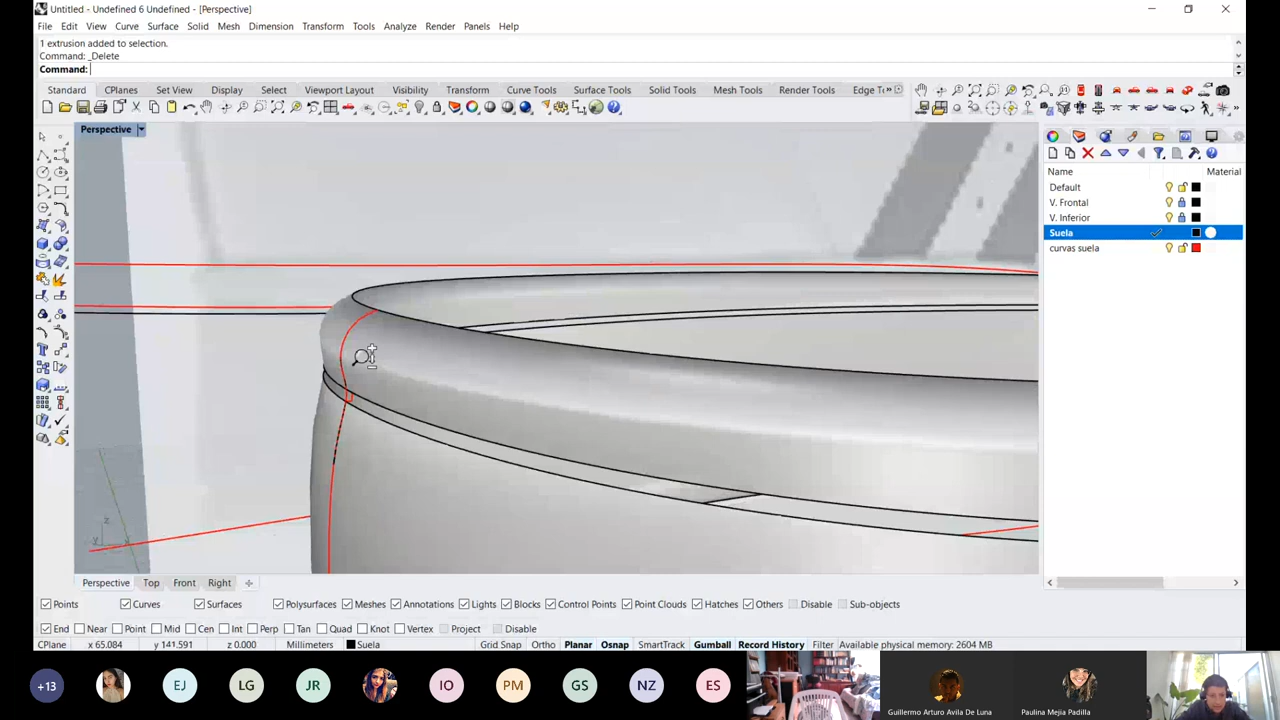 Untitled - Undefined 6 Undefined - [Perspective]
File Edit View Curve Surface Solid Mesh Dimension Transform Tools Analyze Render Panels Help
1 extrusion added to selection.
Command: _Delete
Command:
Standard CPlanes Set View Display Select Viewport Layout Visibility Transform Curve Tools Surface Tools Solid Tools Mesh Tools Render Tools Edge T
Perspective
Name Material
Default
V. Frontal
V. Inferior
Suela
curvas suela
z
y
Perspective Top Front Right
Points Curves Surfaces Polysurfaces Meshes Annotations Lights Blocks Control Points Point Clouds Hatches Others Disable Sub-objects
End Near Point Mid Cen Int Perp Tan Quad Knot Vertex Project Disable
CPlane x 65.084 y 141.591 z 0.000 Millimeters Suela Grid Snap Ortho Planar Osnap SmartTrack Gumball Record History Filter Available physical memory: 2604 MB
+13 EJ LG JR IO PM GS NZ ES
Guillermo Arturo Avila De Luna Paulina Mejia Padilla